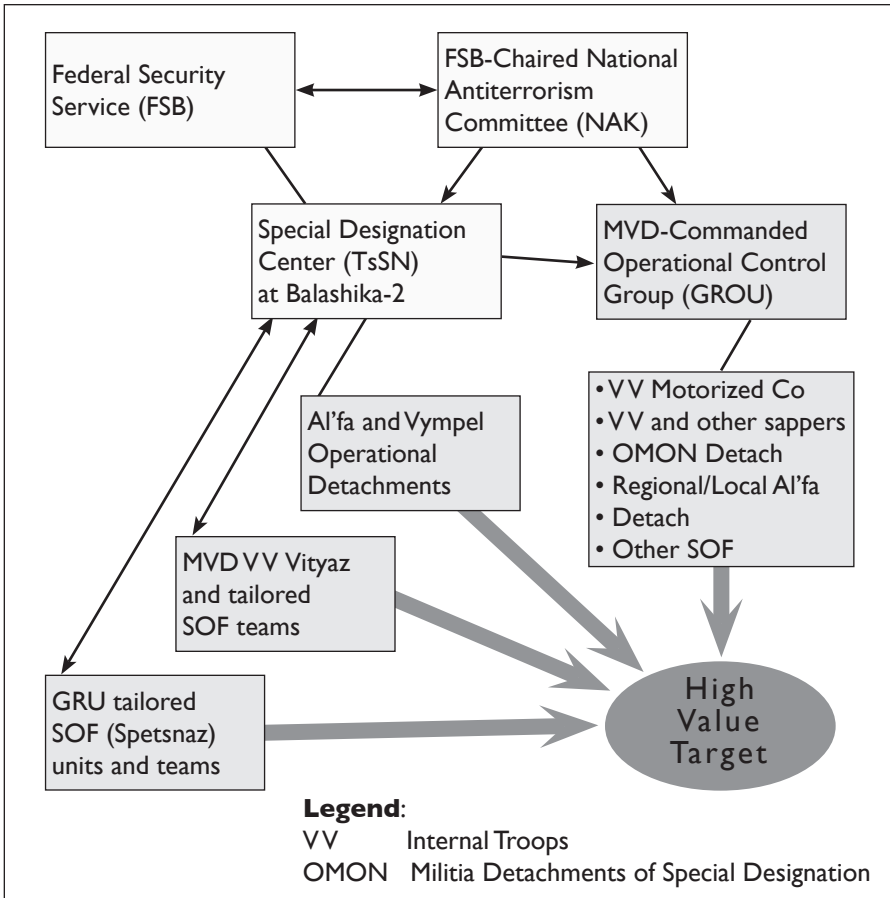 Federal Security
Service (FSB)
FSB-Chaired National
Antiterrorism
Committee (NAK)
Special Designation
Center (TsSN)
at Balashika-2
MVD-Commanded
Operational Control
Group (GROU)
Al'fa and Vympel
Operational
Detachments
• VV Motorized Co
• VV and other sappers
• OMON Detach
• Regional/Local Al'fa
• Detach
• Other SOF
MVD VV Vityaz
and tailored
SOF teams
GRU tailored
SOF (Spetsnaz)
units and teams
High
Value
Target
Legend:
VV Internal Troops
OMON Militia Detachments of Special Designation